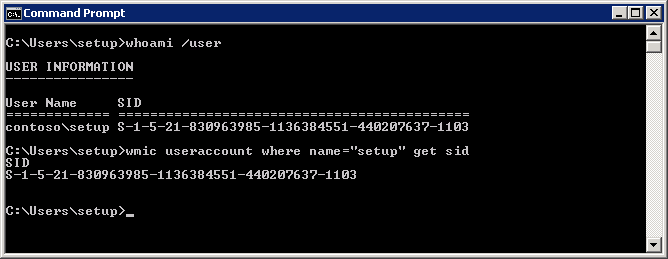 Command Prompt
C:\Users\setup>whoami /user
USER INFORMATION
----------------
User Name     SID
============= ============================================
contoso\setup S-1-5-21-830963985-1136384551-440207637-1103
C:\Users\setup>wmic useraccount where name="setup" get sid
SID
S-1-5-21-830963985-1136384551-440207637-1103
C:\Users\setup>_